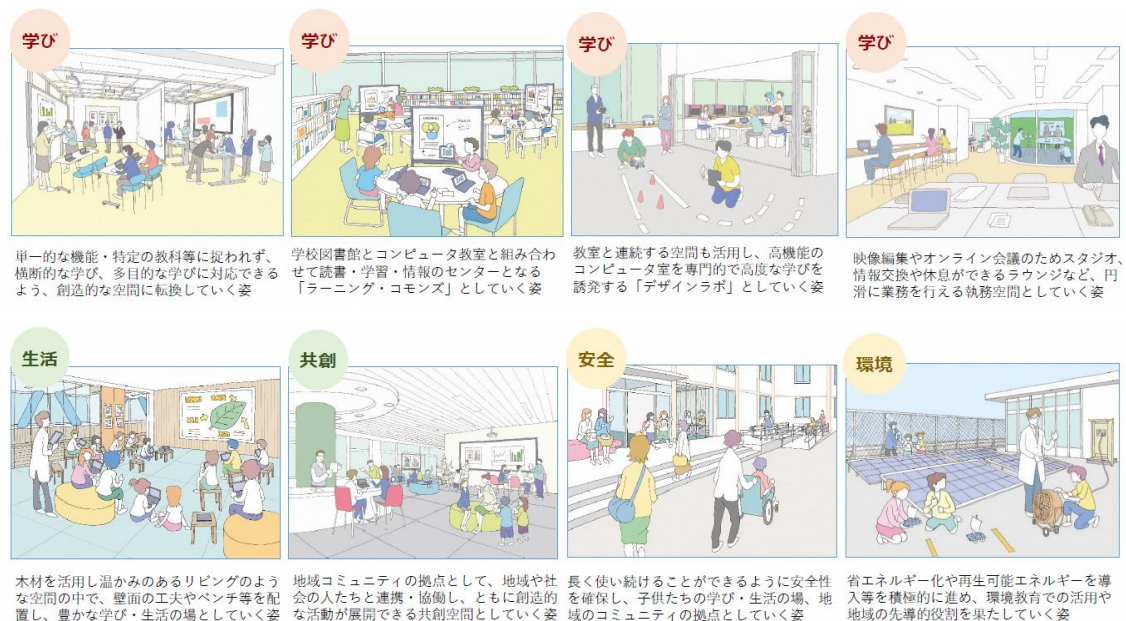 学び
学び
学び
学び
単一的な機能・特定の教科等に捉われず、
横断的な学び、多目的な学びに対応できる
よう、創造的な空間に転換していく姿
学校図書館とコンピュータ教室と組み合わ
せて読書・学習・情報のセンターとなる
「ラーニング・コモンズ」としていく姿
教室と連続する空間も活用し、高機能の
コンピュータ室を専門的で高度な学びを
誘発する「デザインラボ」としていく姿
映像編集やオンライン会議のためスタジオ、
情報交換や休息ができるラウンジなど、円
滑に業務を行える執務空間としていく姿
生活
共創
安全
環境
木材を活用し温かみのあるリビングのよう
な空間の中で、壁面の工夫やベンチ等を配
置し、豊かな学び・生活の場としていく姿
地域コミュニティの拠点として、地域や社
会の人たちと連携・協働し、ともに創造的
な活動が展開できる共創空間としていく姿
長く使い続けることができるように安全性
を確保し、子供たちの学び・生活の場、地
域のコミュニティの拠点としていく姿
省エネルギー化や再生可能エネルギーを導
入等を積極的に進め、環境教育での活用や
地域の先導的役割を果たしていく姿